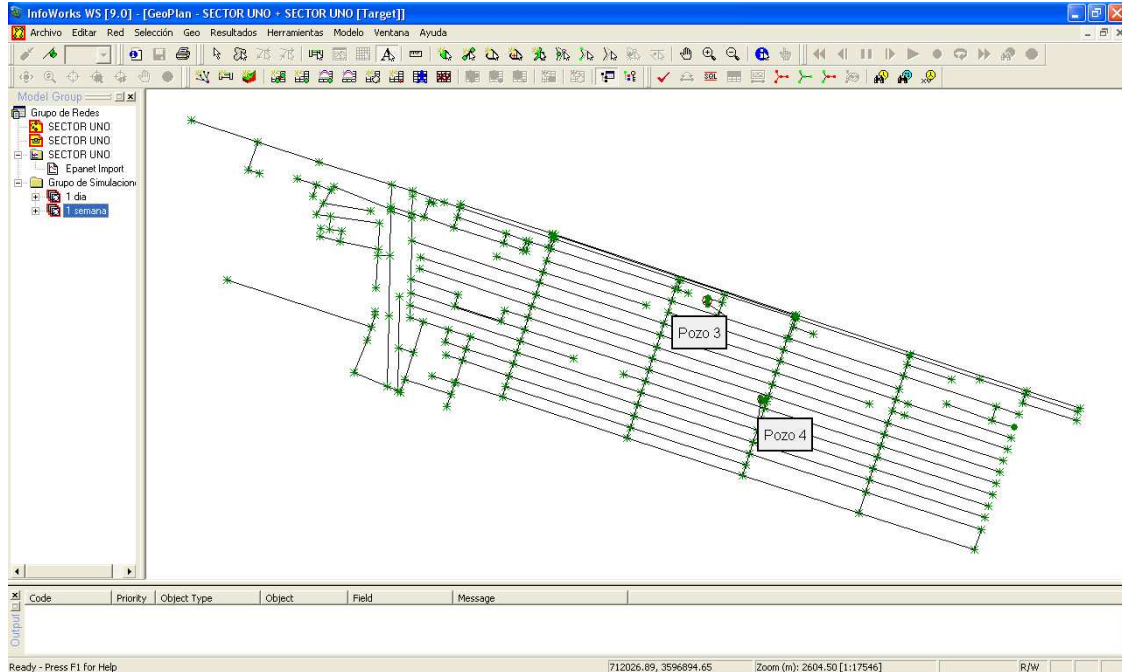 InfoWorks WS [9.0] - [GeoPlan - SECTOR UNO + SECTOR UNO [Target]]
Archivo Editar Red Selección Geo Resultados Herramientas Modelo Ventana Ayuda
SQL
Model Group
Grupo de Redes
SECTOR UNO
SECTOR UNO
SECTOR UNO
Epanet Import
Grupo de Simulacion
1 dia
1 semana
Pozo 3
Pozo 4
Code Priority Object Type Object Field Message
Output
Ready - Press F1 for Help 712026.89, 3596894.65 Zoom (m): 2604.50 [1:17546] R/W